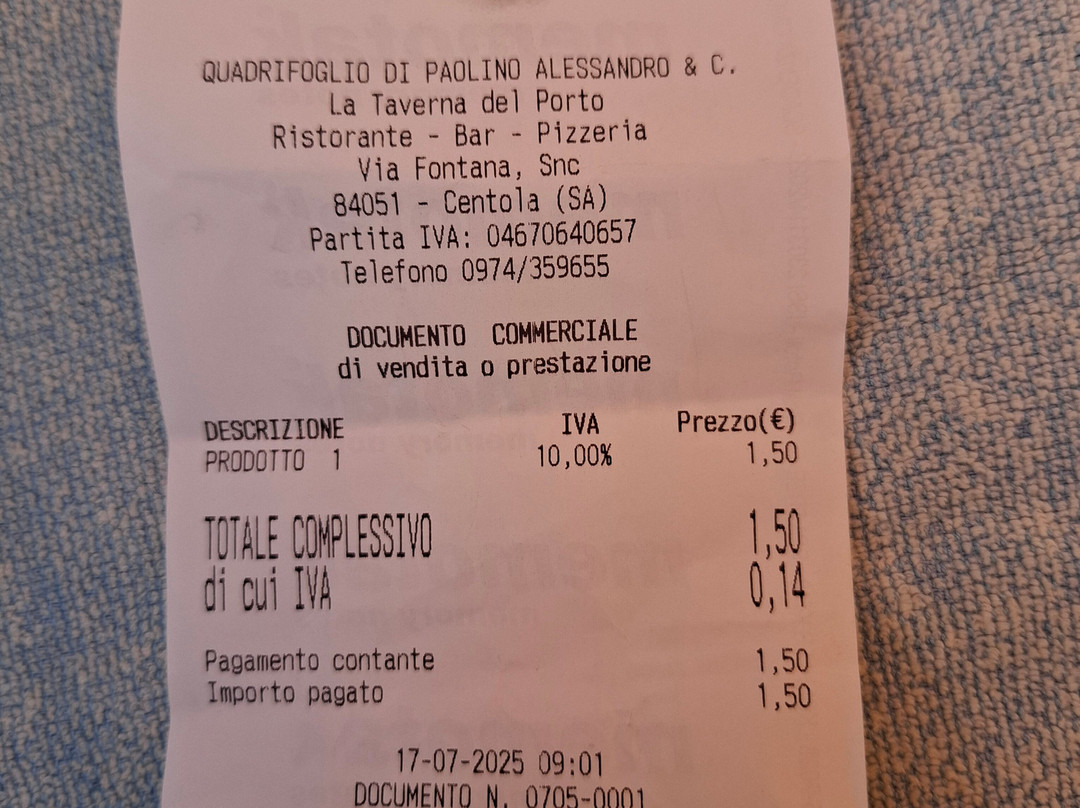 QUADRIFOGLIO DI PAOLINO ALESSANDRO & C.
La Taverna del Porto
Ristorante - Bar - Pizzeria
Via Fontana, Snc
84051 - Centola (SA)
Partita IVA: 04670640657
Telefono 0974/359655
DOCUMENTO COMMERCIALE
di vendita o prestazione
DESCRIZIONE IVA Prezzo(€)
PRODOTTO 1 10,00% 1,50
TOTALE COMPLESSIVO 1,50
di cui IVA 0,14
Pagamento contante 1,50
Importo pagato 1,50
17-07-2025 09:01
DOCUMENTO N. 0705-0001